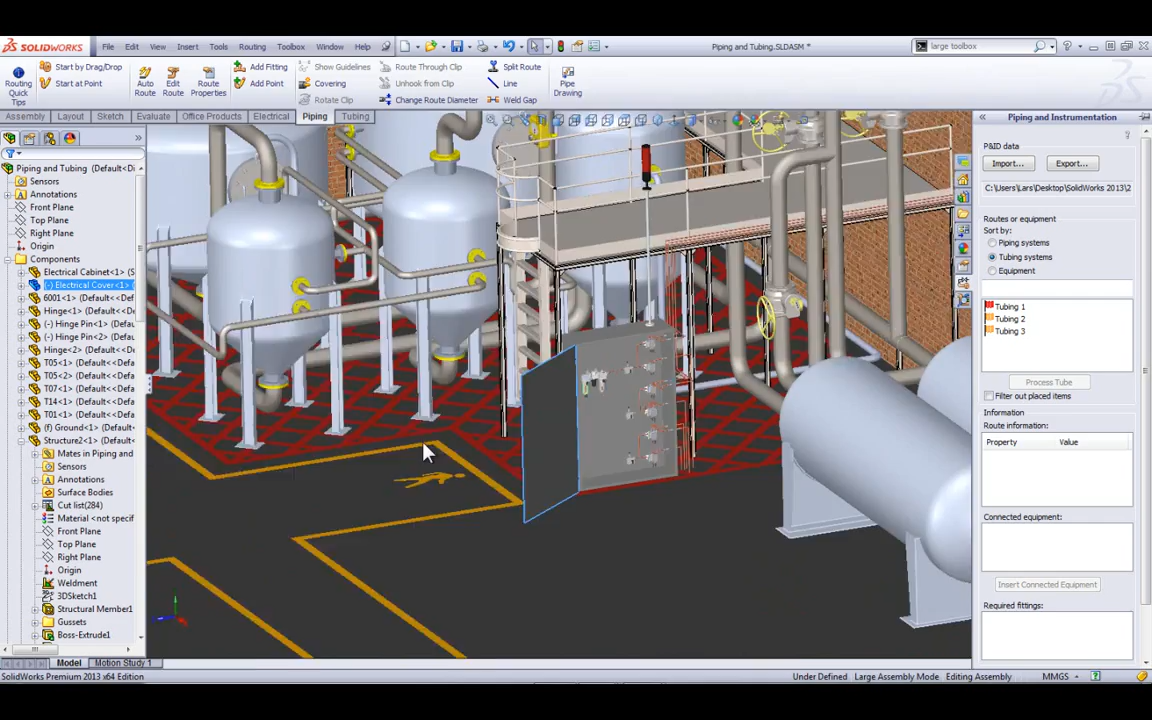 SOLIDWORKS File Edit View Insert Tools Routing Toolbox Window Help Piping and Tubing.SLDASM * large toolbox
Routing Quick Tips
Start by Drag/Drop
Start at Point
Auto Route
Edit Route
Route Properties
Add Fitting
Add Point
Show Guidelines
Covering
Rotate Clip
Route Through Clip
Unhook from Clip
Change Route Diameter
Split Route
Line
Weld Gap
Pipe Drawing
Assembly Layout Sketch Evaluate Office Products Electrical Piping Tubing
Piping and Tubing (Default<Di
Sensors
Annotations
Front Plane
Top Plane
Right Plane
Origin
Components
Electrical Cabinet<1> (S
(-) Electrical Cover<1>
6001<1> (Default<<Def
Hinge<1> (Default<<De
(-) Hinge Pin<1> (Defau
(-) Hinge Pin<2> (Defau
Hinge<2> (Default<<De
T05<1> (Default<<Defa
T05<2> (Default<<Defa
T07<1> (Default<<Defa
T14<1> (Default<<Defa
T01<1> (Default<<Defa
(f) Ground<1> (Default
Structure2<1> (Default
Mates in Piping and
Sensors
Annotations
Surface Bodies
Cut list(284)
Material <not specif
Front Plane
Top Plane
Right Plane
Origin
Weldment
3DSketch1
Structural Member1
Gussets
Boss-Extrude1
Model Motion Study 1
SolidWorks Premium 2013 x64 Edition
Under Defined Large Assembly Mode Editing Assembly MMGS
Piping and Instrumentation
P&ID data
Import... Export...
C:\Users\Lars\Desktop\SolidWorks 2013\2
Routes or equipment
Sort by:
Piping systems
Tubing systems
Equipment
Tubing 1
Tubing 2
Tubing 3
Process Tube
Filter out placed items
Information
Route information:
Property Value
Connected equipment:
Insert Connected Equipment
Required fittings: